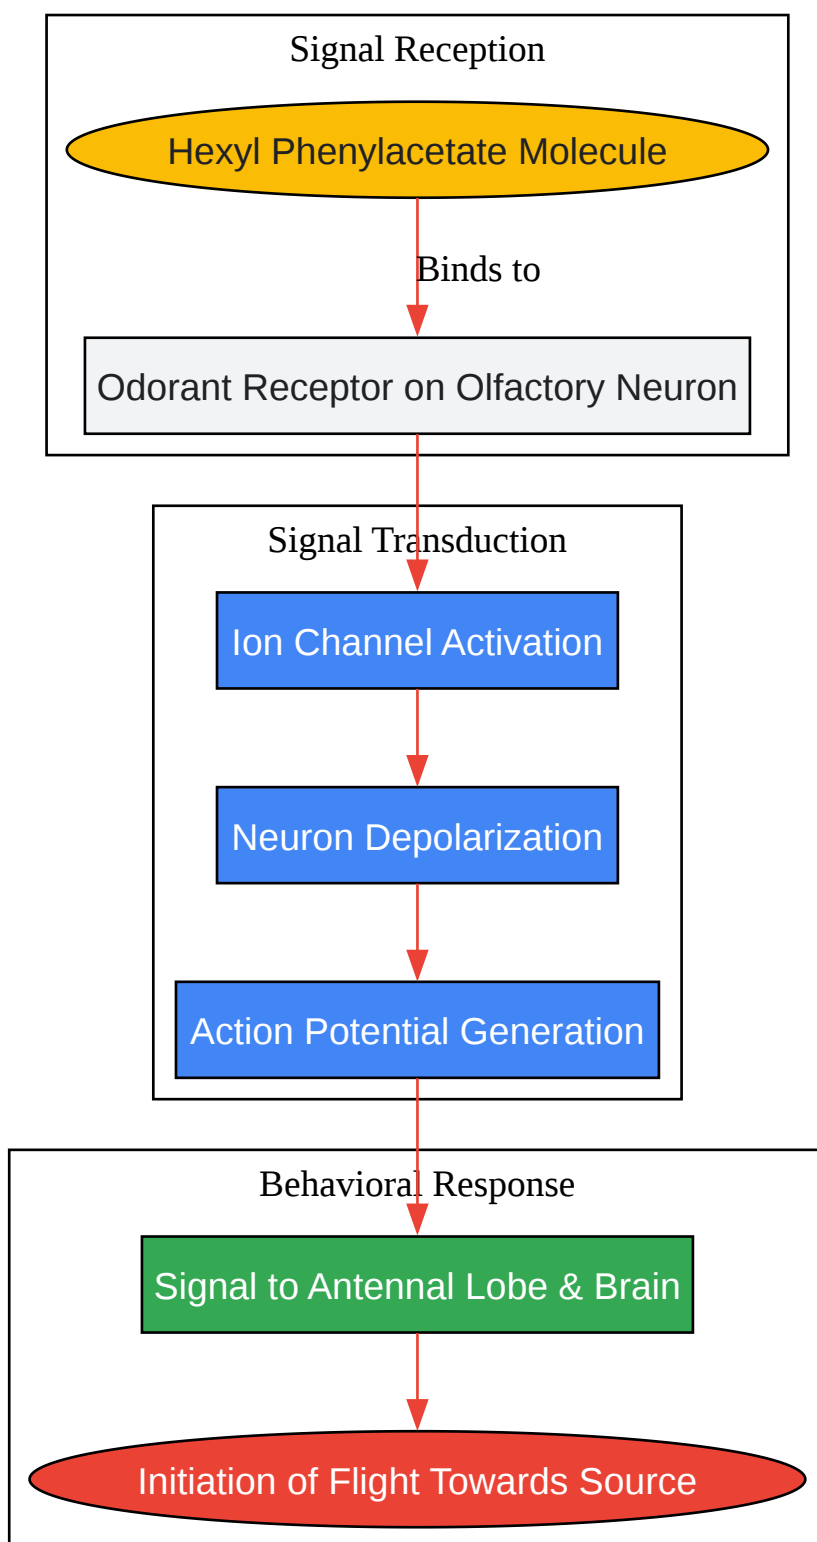 Signal Reception
Hexyl Phenylacetate Molecule
Binds to
Odorant Receptor on Olfactory Neuron
Signal Transduction
Ion Channel Activation
Neuron Depolarization
Action Potential Generation
Behavioral Response
Signal to Antennal Lobe & Brain
Initiation of Flight Towards Source